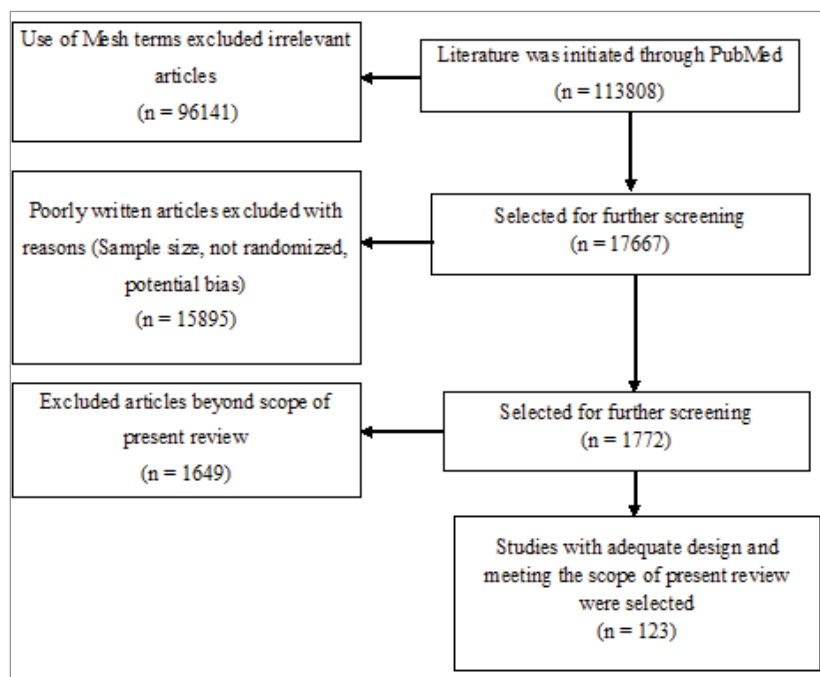 Use of Mesh terms excluded irrelevant
articles
(n = 96141)
Literature was initiated through PubMed
(n = 113808)
Poorly written articles excluded with
reasons (Sample size, not randomized,
potential bias)
(n = 15895)
Selected for further screening
(n = 17667)
Excluded articles beyond scope of
present review
(n = 1649)
Selected for further screening
(n = 1772)
Studies with adequate design and
meeting the scope of present review
were selected
(n = 123)